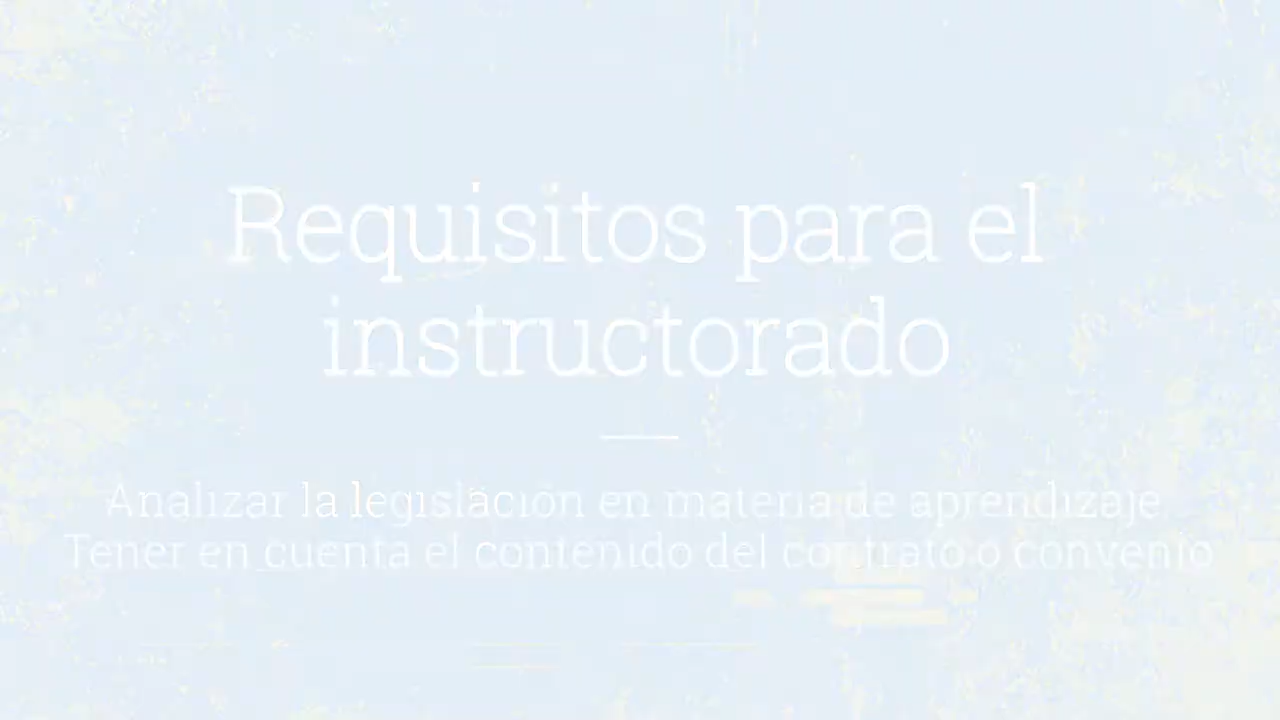 Requisitos para el
instructorado
Analizar la legislación en materia de aprendizaje
Tener en cuenta el contenido del contrato o convenio